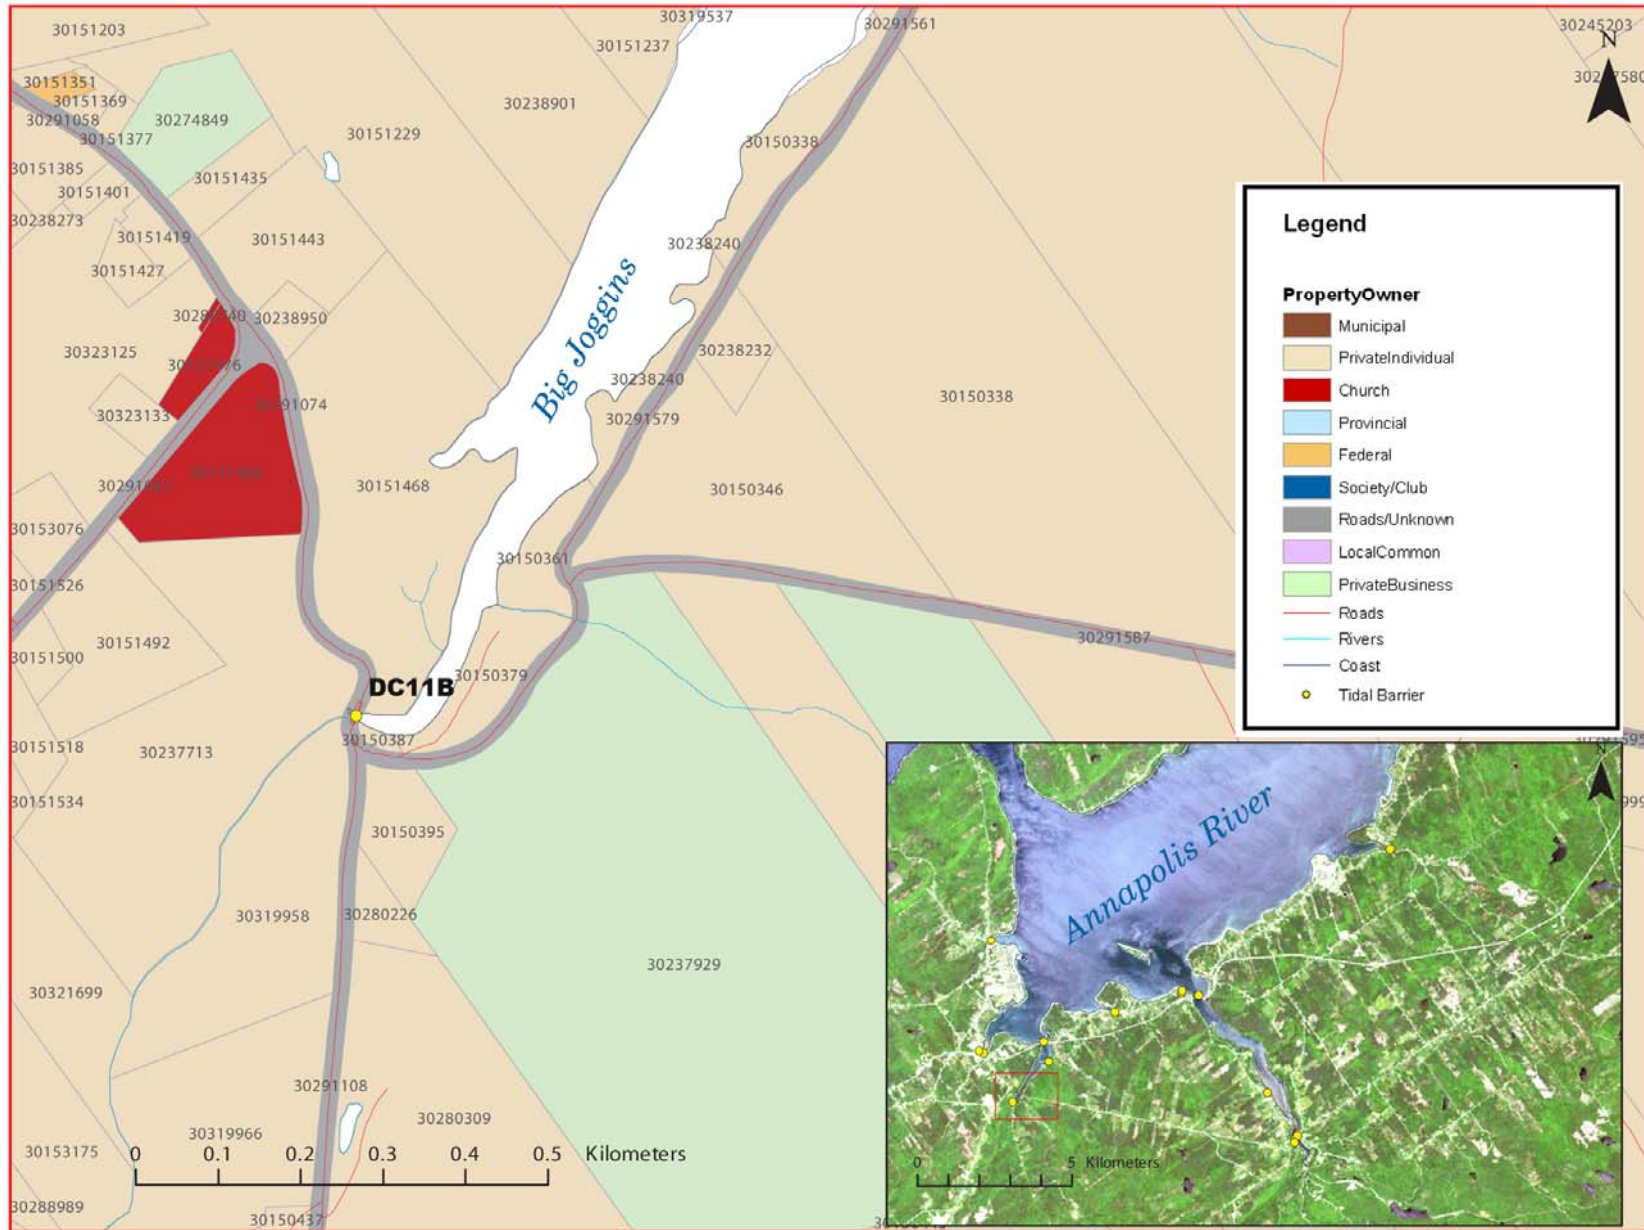 30151203
30319537
30291561
30245203
30151237
N
30151351
30151369
30238901
30291058
30274849
30151377
30151229
30150338
30151385
30151435
30151401
30238273
30151419
30151443
30238240
30151427
Legend
PropertyOwner
Municipal
PrivateIndividual
Church
Provincial
Federal
Society/Club
Roads/Unknown
LocalCommon
PrivateBusiness
Roads
Rivers
Coast
Tidal Barrier
Big Joggins
30238950
30323125
30238232
30238240
30150338
30323133
30291074
30291579
30151468
30150346
30153076
30150361
30151526
30151492
30291587
30151500
30150379
DC11B
30150387
30151518
30237713
30151534
30150395
30319958
30280226
30237929
30321699
30291108
30280309
30319966
30153175
0 0.1 0.2 0.3 0.4 0.5 Kilometers
30288989
30150437
N
Annapolis River
0 5 Kilometers